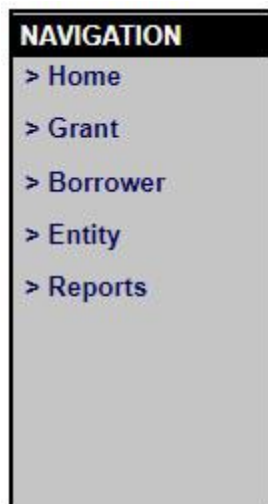 NAVIGATION
> Home
> Grant
> Borrower
> Entity
> Reports